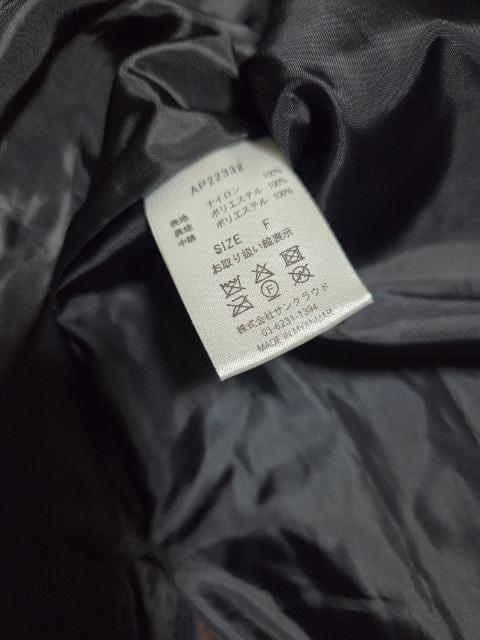 AP22332
表地 ナイロン 100%
裏地 ポリエステル 100%
中綿 ポリエステル 100%
SIZE F
お取り扱い絵表示
F
株式会社サンクラウド
03-6231-1394
MADE IN MYANMAR